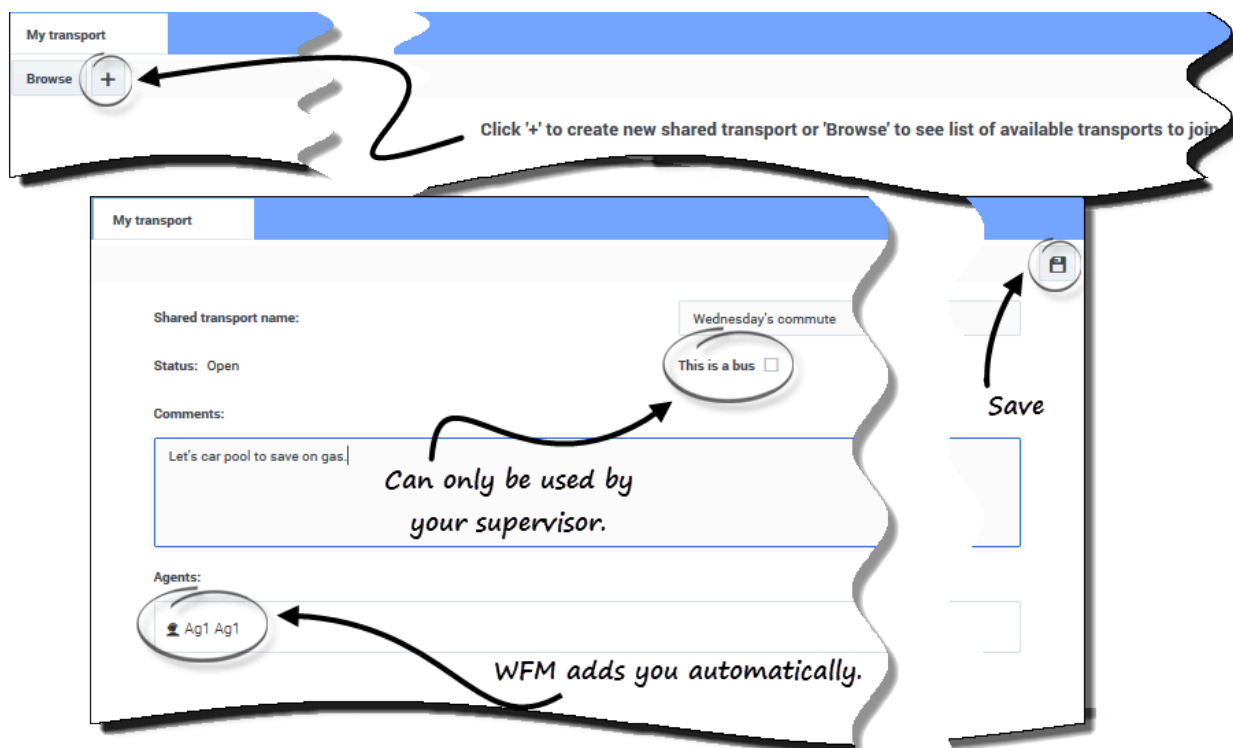 My transport
Browse +
Click '+' to create new shared transport or 'Browse' to see list of available transports to join
My transport
Shared transport name: Wednesday's commute
Status: Open This is a bus
Save
Comments:
Let's car pool to save on gas.
Can only be used by
your supervisor.
Agents:
Ag1 Ag1
WFM adds you automatically.